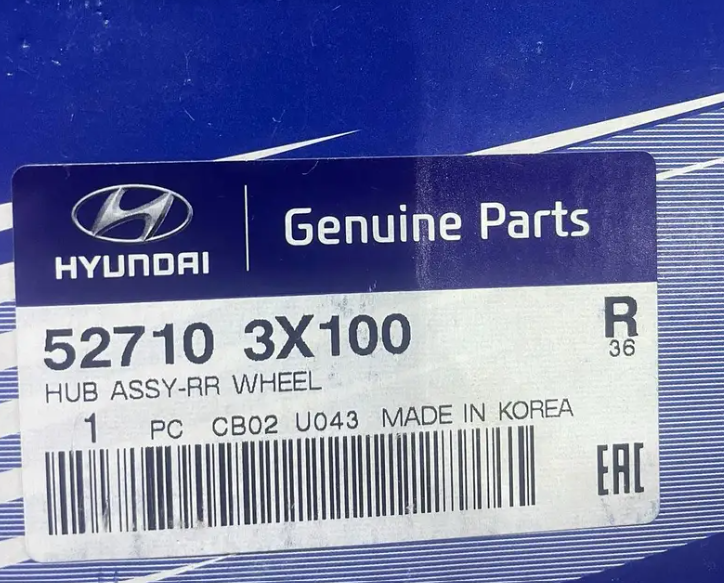 HYUNDAI
Genuine Parts
52710 3X100
R
36
HUB ASSY-RR WHEEL
1 PC CB02 U043 MADE IN KOREA
EAC